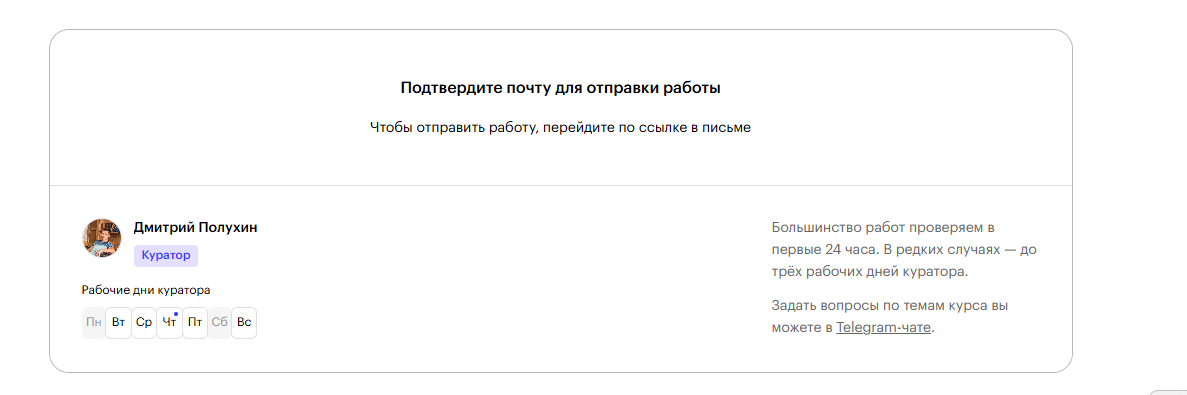 Подтвердите почту для отправки работы
Чтобы отправить работу, перейдите по ссылке в письме
Дмитрий Полухин
Куратор
Рабочие дни куратора
Пн Вт Ср Чт Пт Сб Вс
Большинство работ проверяем в
первые 24 часа. В редких случаях — до
трёх рабочих дней куратора.
Задать вопросы по темам курса вы
можете в Telegram-чате.